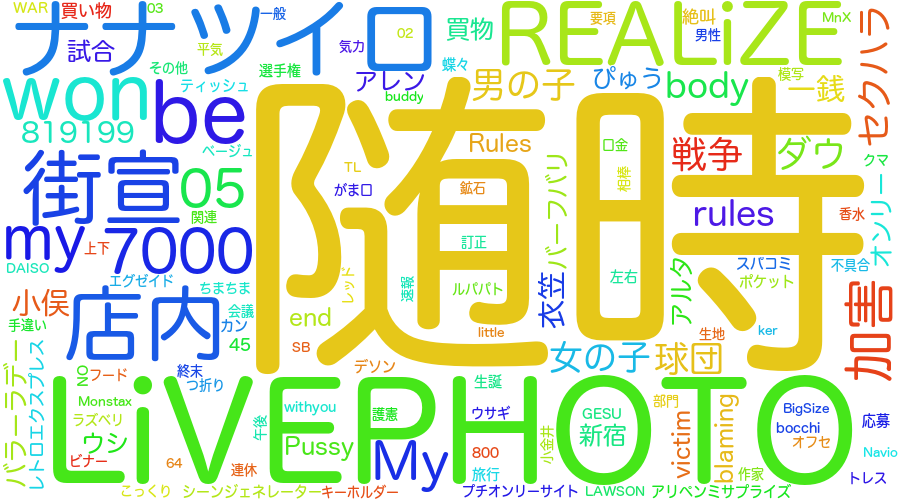 WAR
買い物
03
一般
ナナツイロ
02
買物
REALiZE
要項
絶叫
MnX
男性
セクハラ
試合
平気
気力
その他
選手権
アレン
蝶々
ティッシュ
buddy
男の子
ぴゅう
body
模写
一銭
won
be
819199
Rules
口金
戦争
ダウ
ベージュ
TL
相棒
クマ
街宣
05
随時
がま口
鉱石
バーフバリ
オンリー
関連
rules
香水
my
7000
上下
訂正
DAISO
エグゼイド
レッド
速報
ルパパト
左右
アルタ
スパコミ
不具合
ポケット
ちまちま
衣笠
小俣
店内
会議
手違い
カン
45
end
little
ker
生地
加害
SB
女の子
球団
バラーラデー
レトロエクスプレス
NO
フード
終末
つ折り
デソン
LiVEPHOTO
Monstax
ラズベリ
ウシ
ビナー
64
午後
withyou
護憲
生誕
ウサギ
GESU
新宿
部門
victim
blaming
BigSize
bocchi
オフセ
応募
Pussy
My
800
小金井
連休
旅行
作家
Navio
トレス
こっくり
シーンジェネレーター
キーホルダー
プチオンリーサイト
LAWSON
アリペンミサプライズ